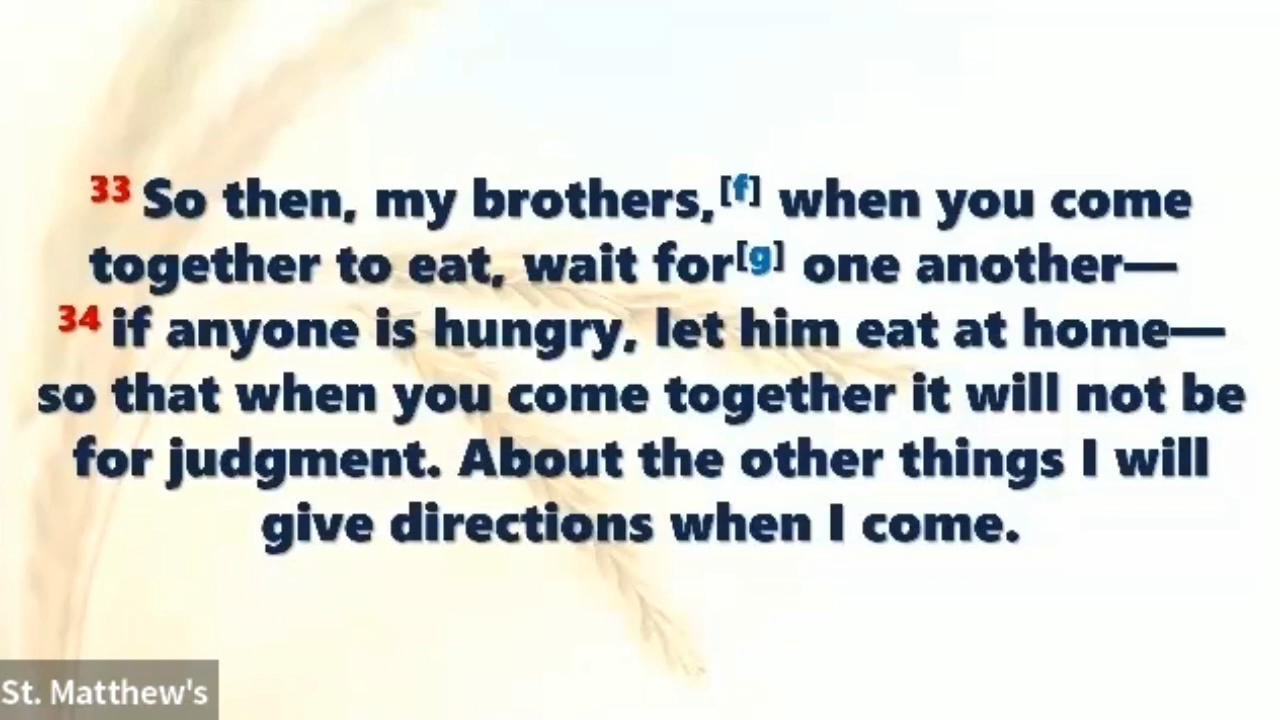 33 So then, my brothers,[f] when you come
together to eat, wait for[g] one another—
34 if anyone is hungry, let him eat at home—
so that when you come together it will not be
for judgment. About the other things I will
give directions when I come.
St. Matthew's